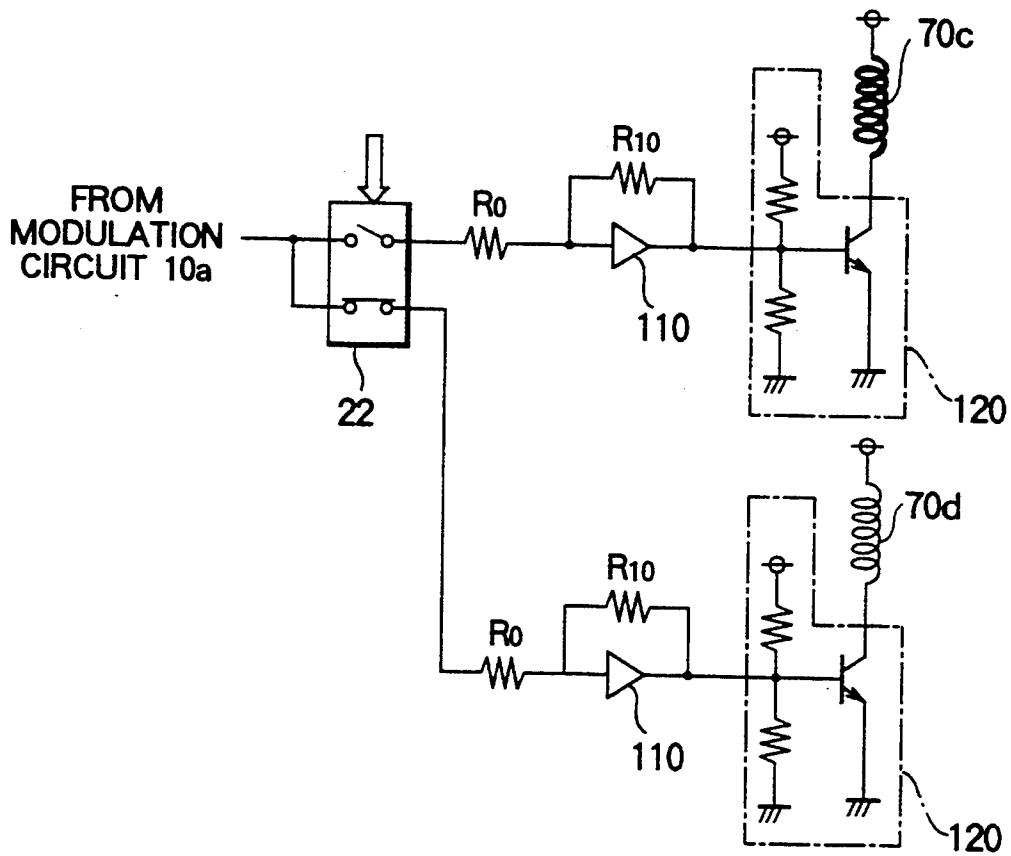 70c
R10
R0
FROM
MODULATION
CIRCUIT 10a
110
22
120
70d
R10
R0
110
120